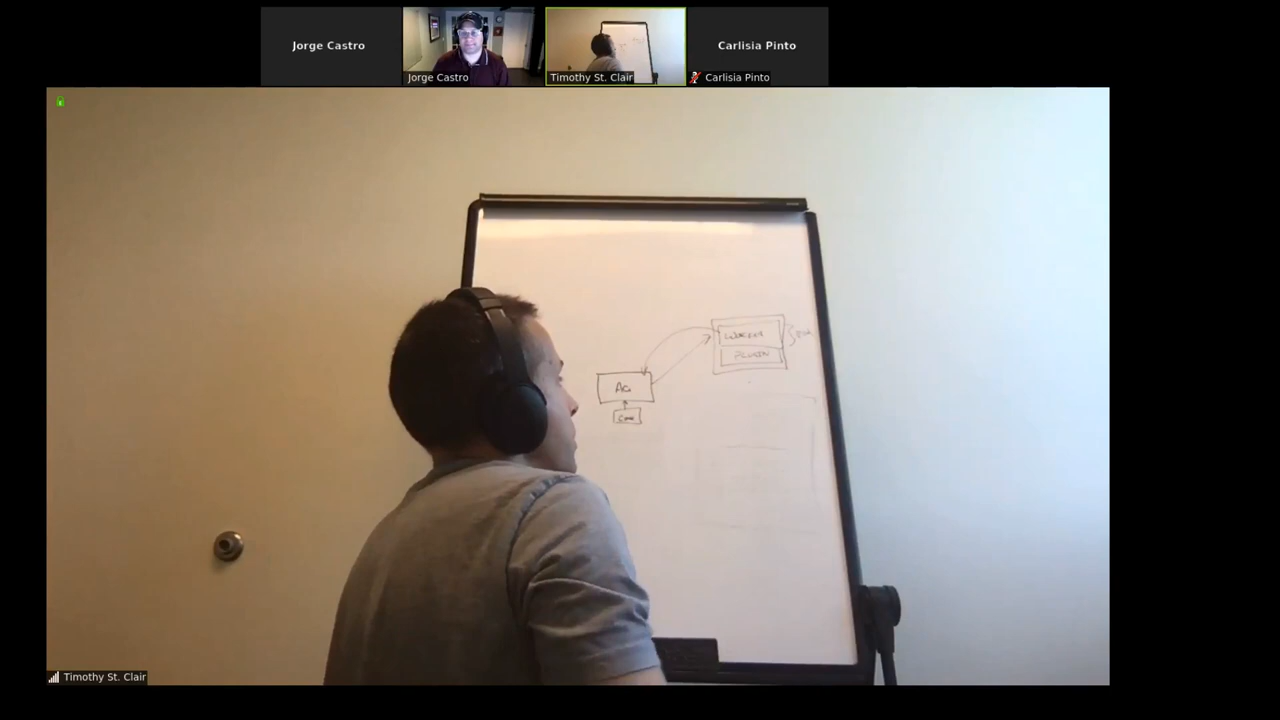 Jorge Castro
Jorge Castro
Timothy St. Clair
Carlisia Pinto
Carlisia Pinto
WORKER
PLUGIN
Timothy St. Clair